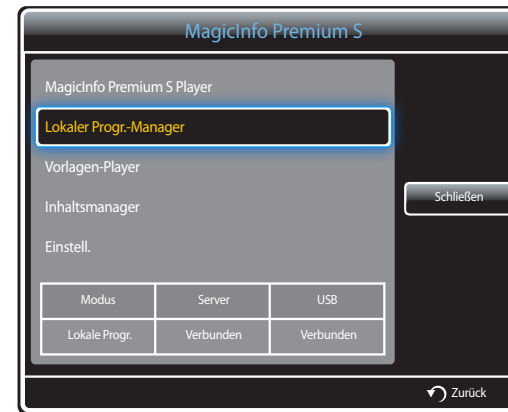 MagicInfo Premium S
MagicInfo Premium S Player
Lokaler Progr.-Manager
Vorlagen-Player
Inhaltsmanager
Einstell.
Schließen
Modus Server USB
Lokale Progr. Verbunden Verbunden
Zurück